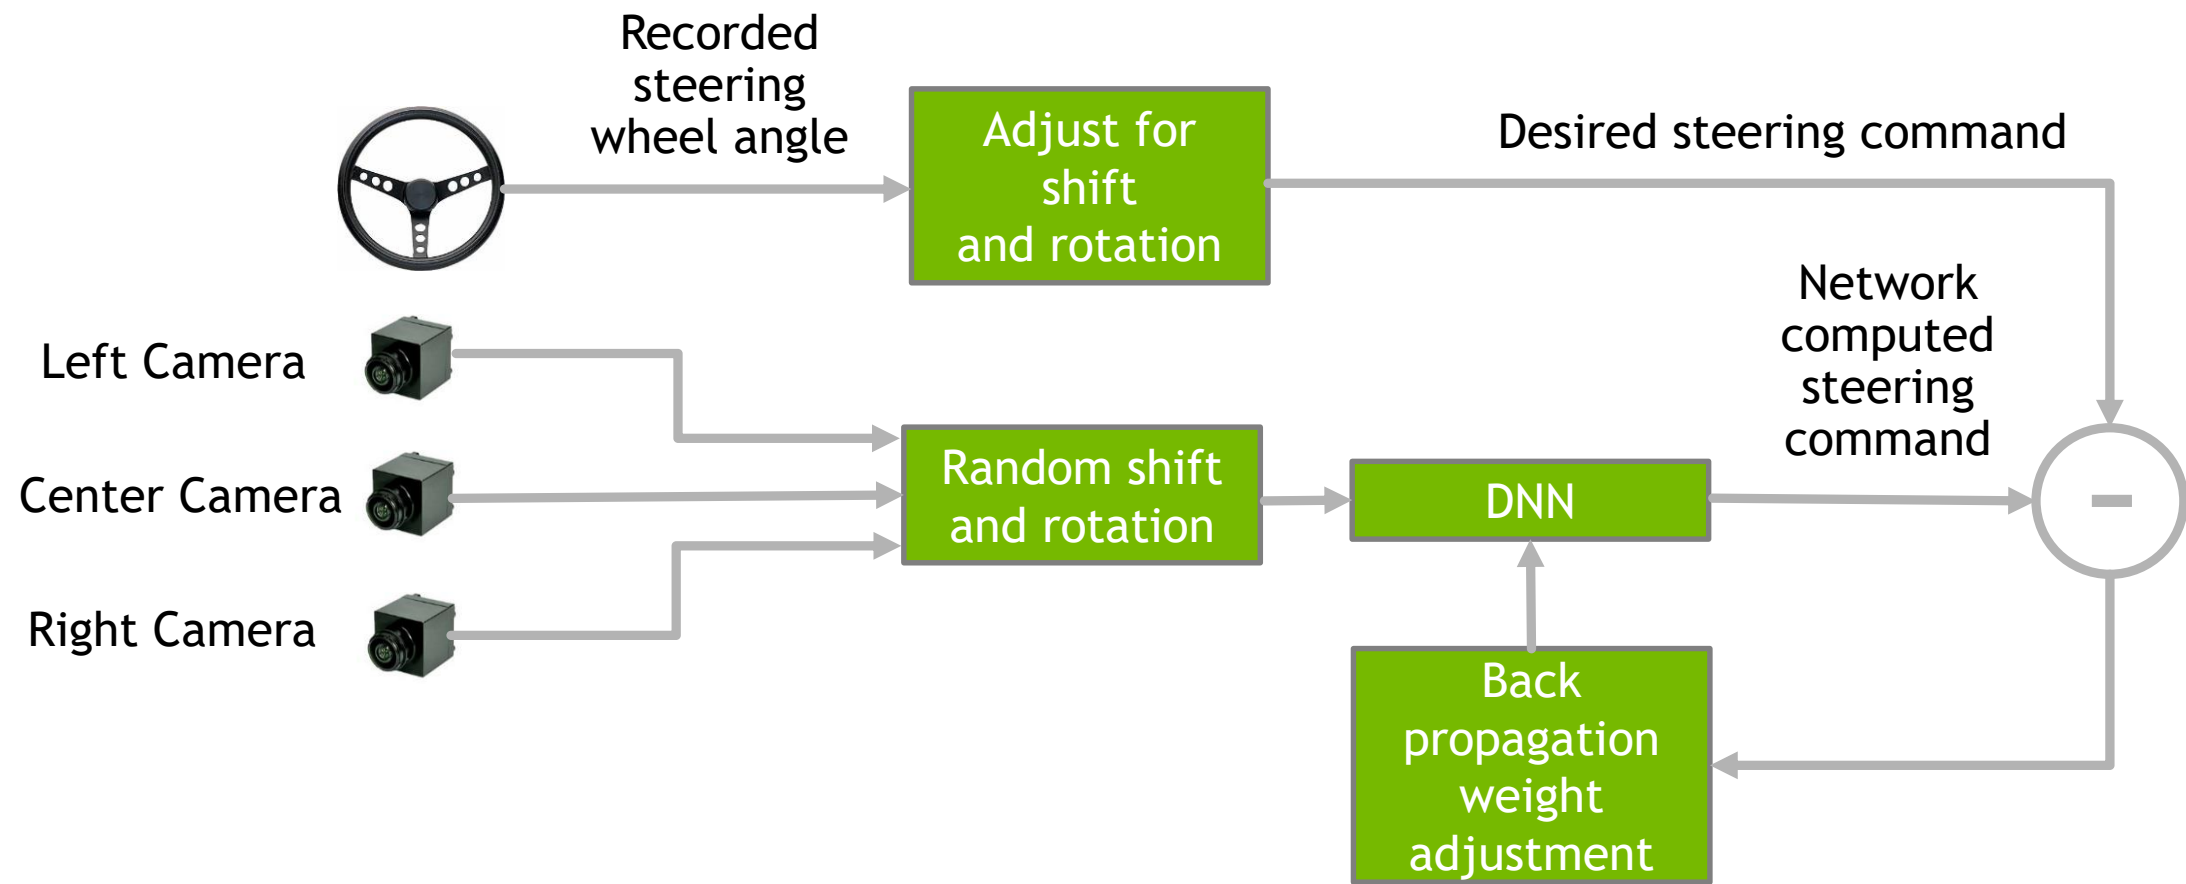 Recorded
steering
wheel angle
Adjust for
shift
and rotation
Desired steering command
Network
computed
steering
command
Left Camera
Center Camera
Right Camera
Random shift
and rotation
DNN
Back
propagation
weight
adjustment